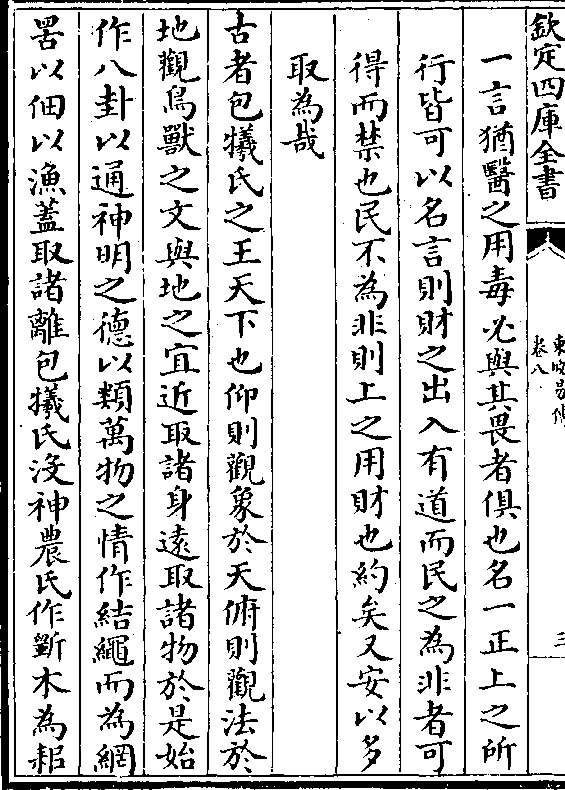 欽定四庫全書
東坡易傳
卷八
三
一言猶醫之用毒必與其畏者俱也名一正上之所
行皆可以名言則財之出入有道而民之為非者可
得而禁也民不為非則上之用財也約矣又安以多
取為哉
古者包犧氏之王天下也仰則觀象於天俯則觀法於
地觀鳥獸之文與地之宜近取諸身遠取諸物於是始
作八卦以通神明之德以類萬物之情作結繩而為網
罟以佃以漁蓋取諸離包犧氏沒神農氏作斵木為耜